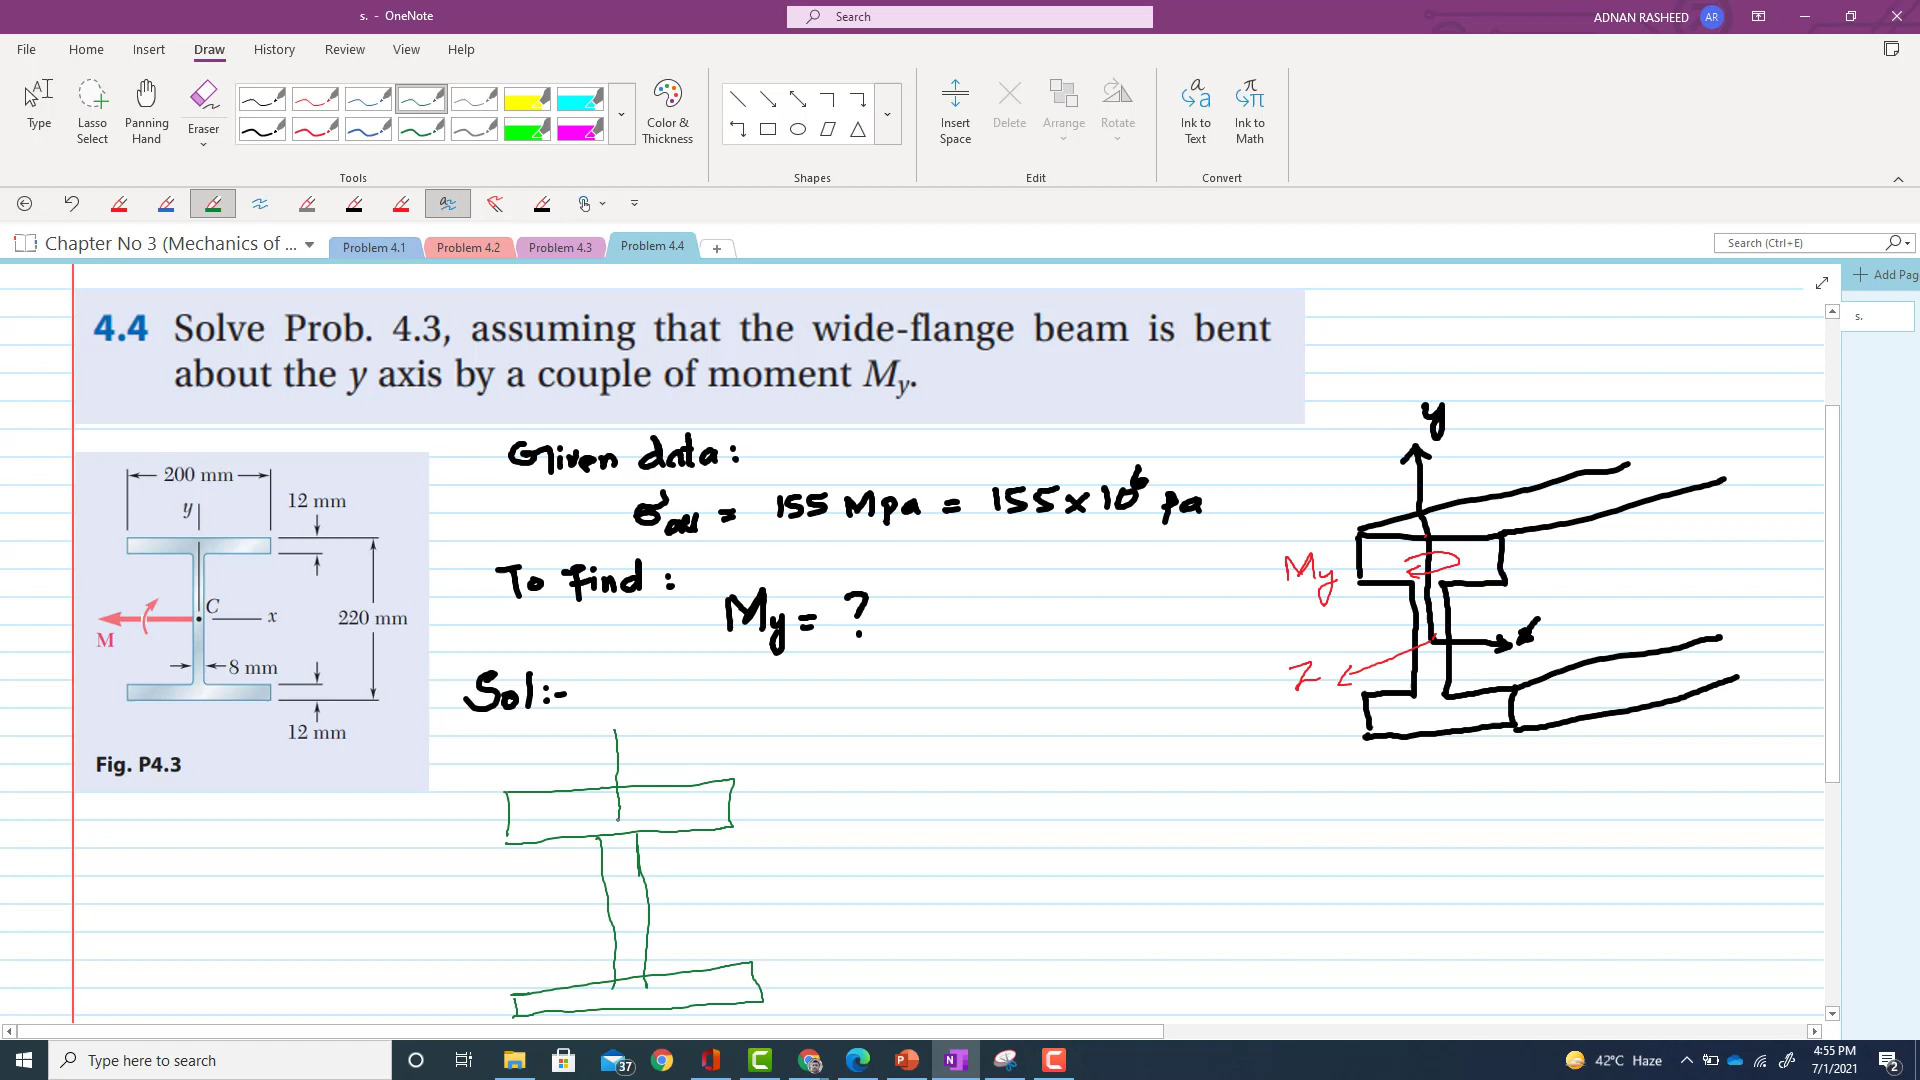 s. - OneNote
Search
ADNAN RASHEED
AR
File Home Insert Draw History Review View Help
Type
Lasso Select
Panning Hand
Eraser
Color & Thickness
Insert Space
Delete
Arrange
Rotate
Ink to Text
Ink to Math
Tools
Shapes
Edit
Convert
Chapter No 3 (Mechanics of ...
Problem 4.1
Problem 4.2
Problem 4.3
Problem 4.4
Search (Ctrl+E)
Add Pag
s.
4.4 Solve Prob. 4.3, assuming that the wide-flange beam is bent
about the y axis by a couple of moment My.
200 mm
12 mm
y
C
x
M
220 mm
8 mm
12 mm
Fig. P4.3
Given data:
σall = 155 Mpa = 155 x 10^6 pa
To find:
My = ?
Sol:-
y
My
x
Z
Type here to search
37
42°C Haze
4:55 PM
7/1/2021
2